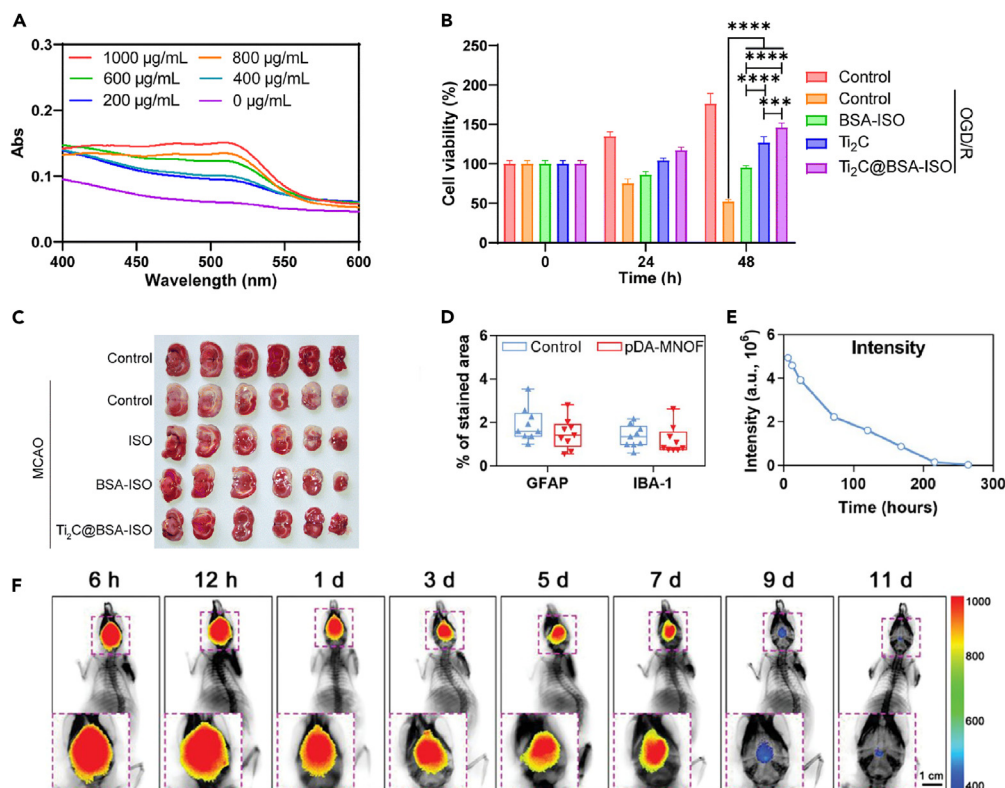 A
0.3
0.2
0.1
0.0
Abs
1000 µg/mL 800 µg/mL
600 µg/mL 400 µg/mL
200 µg/mL 0 µg/mL
400 450 500 550 600
Wavelength (nm)
B
250
200
150
100
50
0
Cell viability (%)
****
****
****
***
0 24 48
Time (h)
Control
Control
BSA-ISO
Ti₂C
Ti₂C@BSA-ISO
OGD/R
C
Control
Control
ISO
BSA-ISO
Ti₂C@BSA-ISO
MCAO
D
6
4
2
0
% of stained area
Control pDA-MNOF
GFAP IBA-1
E
Intensity
6
4
2
0
Intensity (a.u., 10⁶)
0 100 200 300
Time (hours)
F
6 h 12 h 1 d 3 d 5 d 7 d 9 d 11 d
1000
800
600
400
1 cm